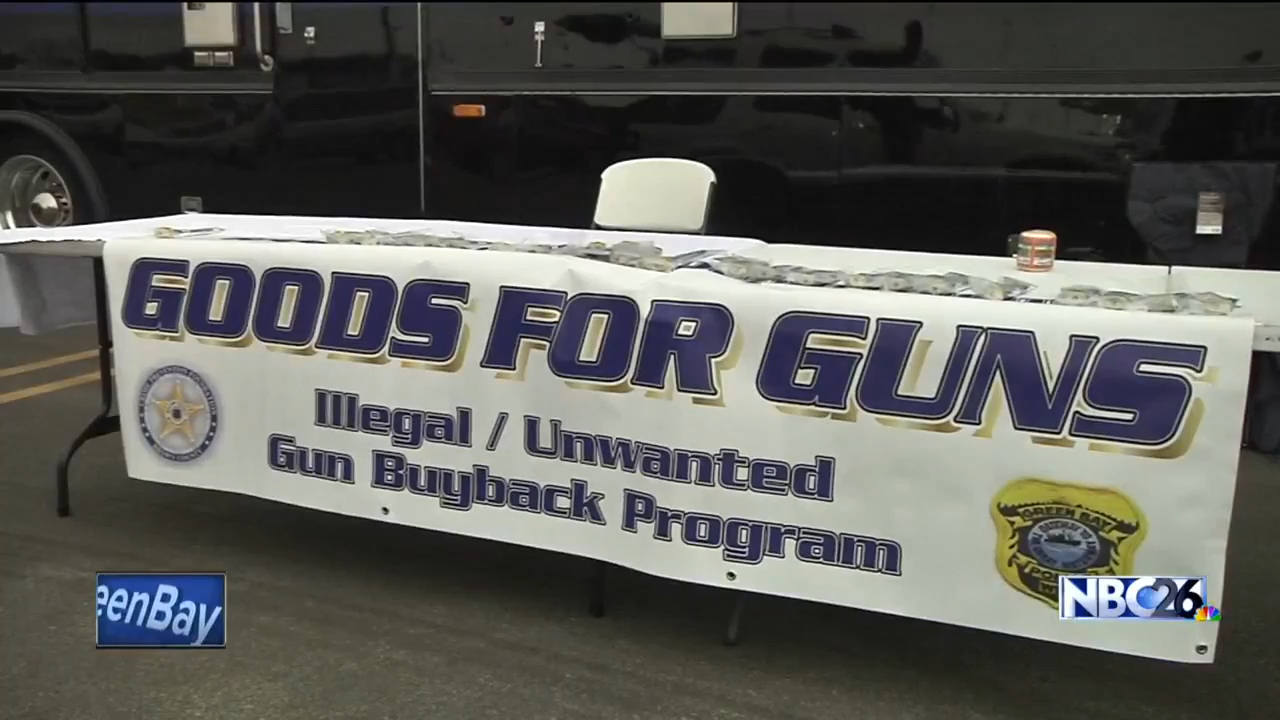 GOODS FOR GUNS
Illegal / Unwanted
Gun Buyback Program
GREEN BAY
eenBay
NBC26